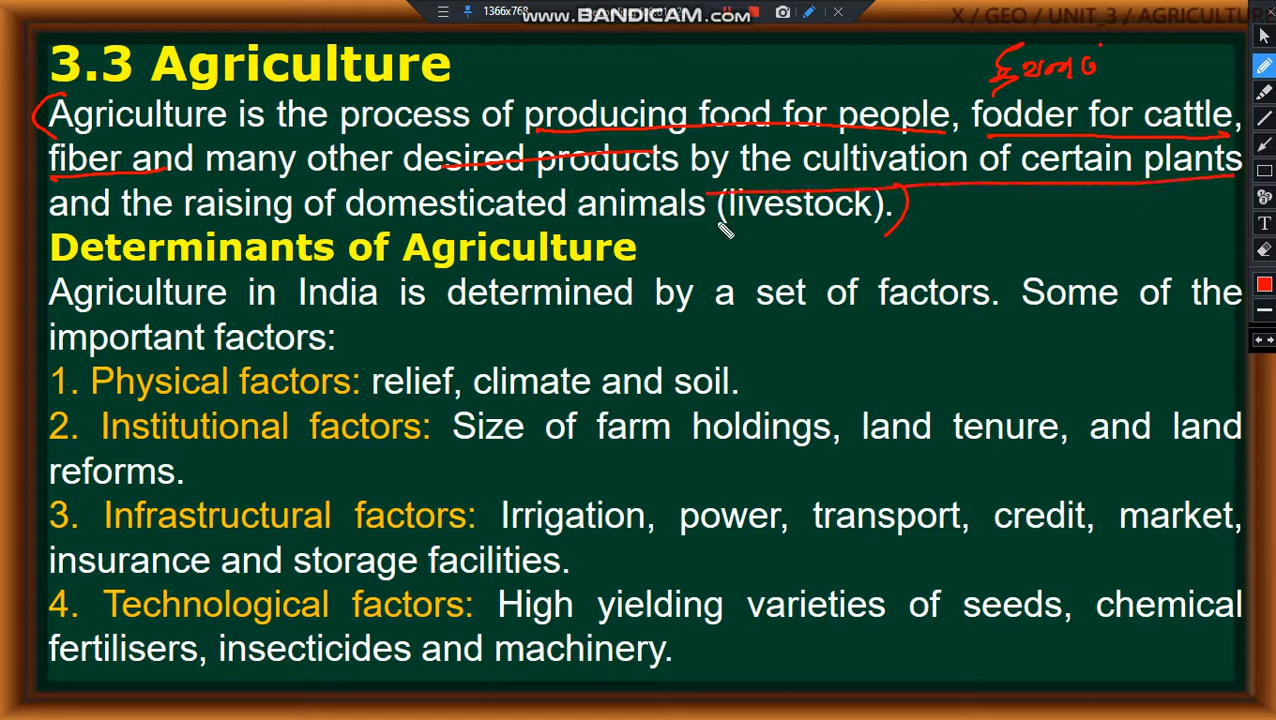 1366x768
www.BANDICAM.com
X / GEO / UNIT_3 / AGRICULTURE
3.3 Agriculture
Agriculture is the process of producing food for people, fodder for cattle,
fiber and many other desired products by the cultivation of certain plants
and the raising of domesticated animals (livestock).
Determinants of Agriculture
Agriculture in India is determined by a set of factors. Some of the
important factors:
1. Physical factors: relief, climate and soil.
2. Institutional factors: Size of farm holdings, land tenure, and land
reforms.
3. Infrastructural factors: Irrigation, power, transport, credit, market,
insurance and storage facilities.
4. Technological factors: High yielding varieties of seeds, chemical
fertilisers, insecticides and machinery.